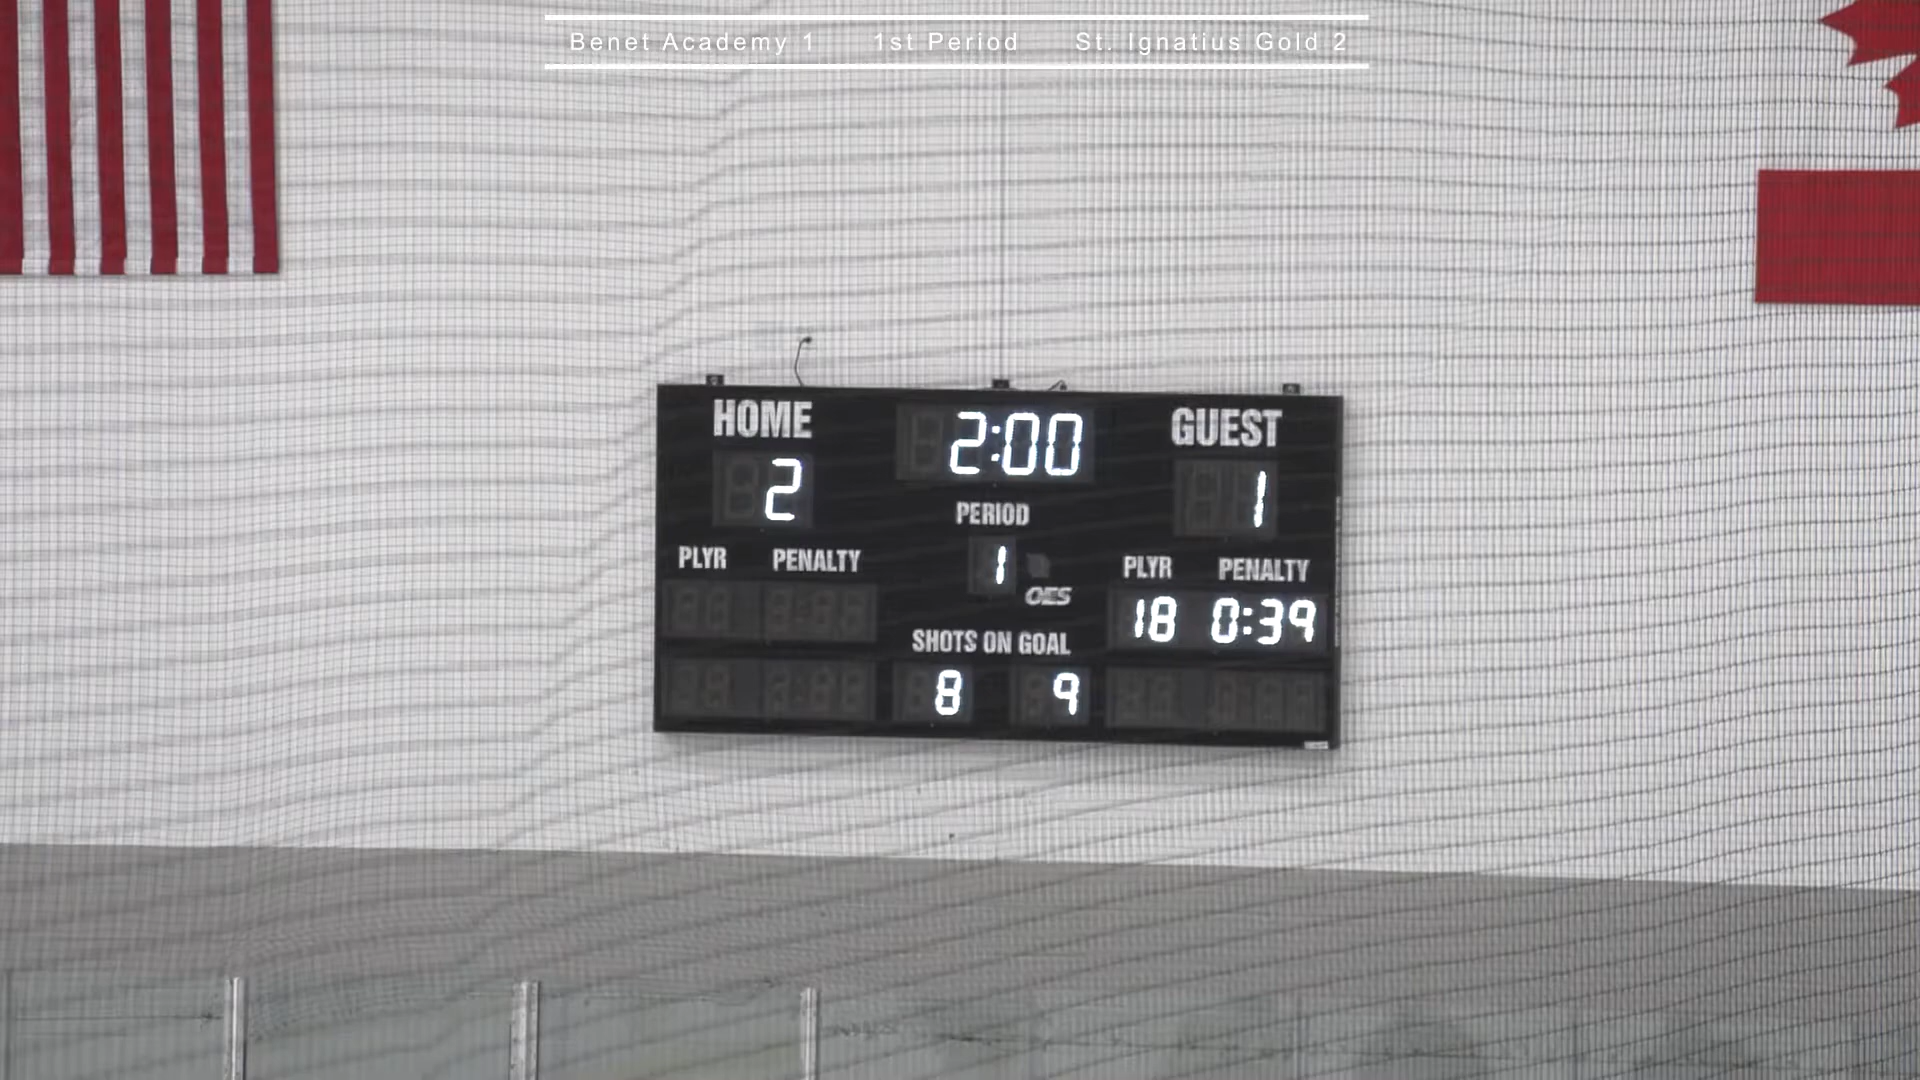 Benet Academy 1 1st Period St. Ignatius Gold 2
HOME 2:00 GUEST
2 1
PERIOD
1
PLYR PENALTY PLYR PENALTY
OES
18 0:39
SHOTS ON GOAL
8 9